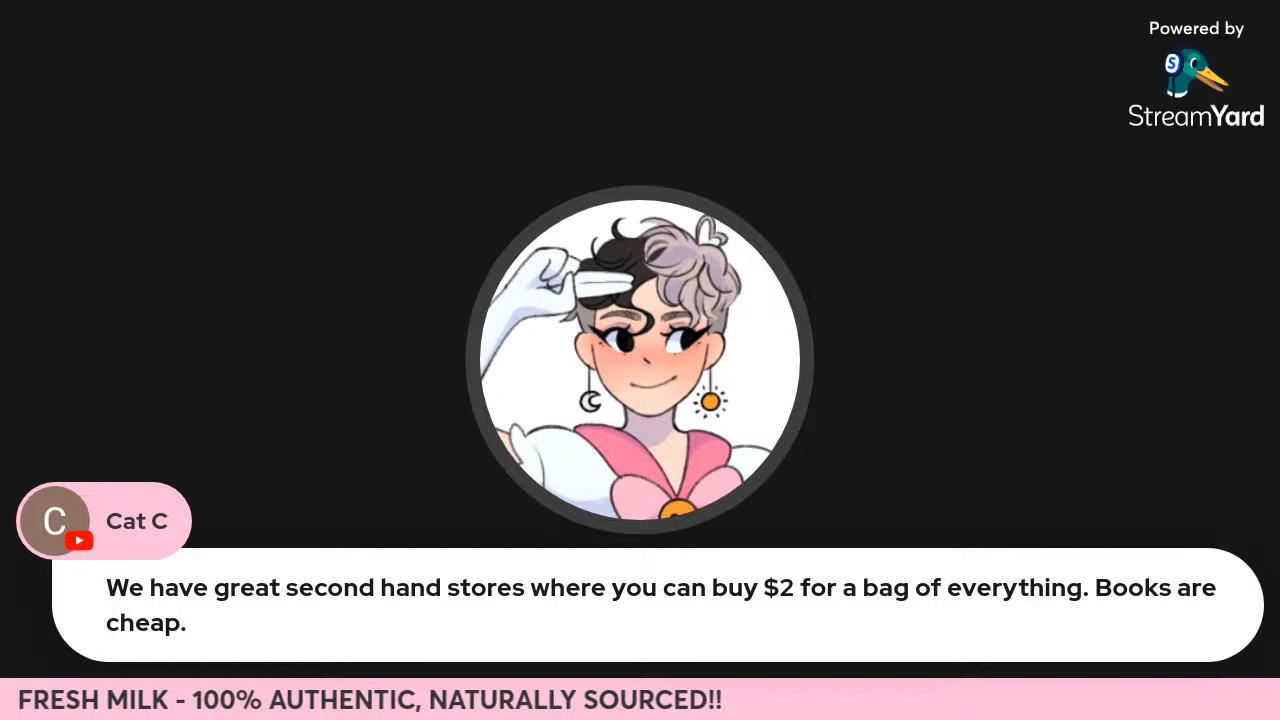 Powered by
S
StreamYard
C
Cat C
We have great second hand stores where you can buy $2 for a bag of everything. Books are
cheap.
FRESH MILK - 100% AUTHENTIC, NATURALLY SOURCED!!